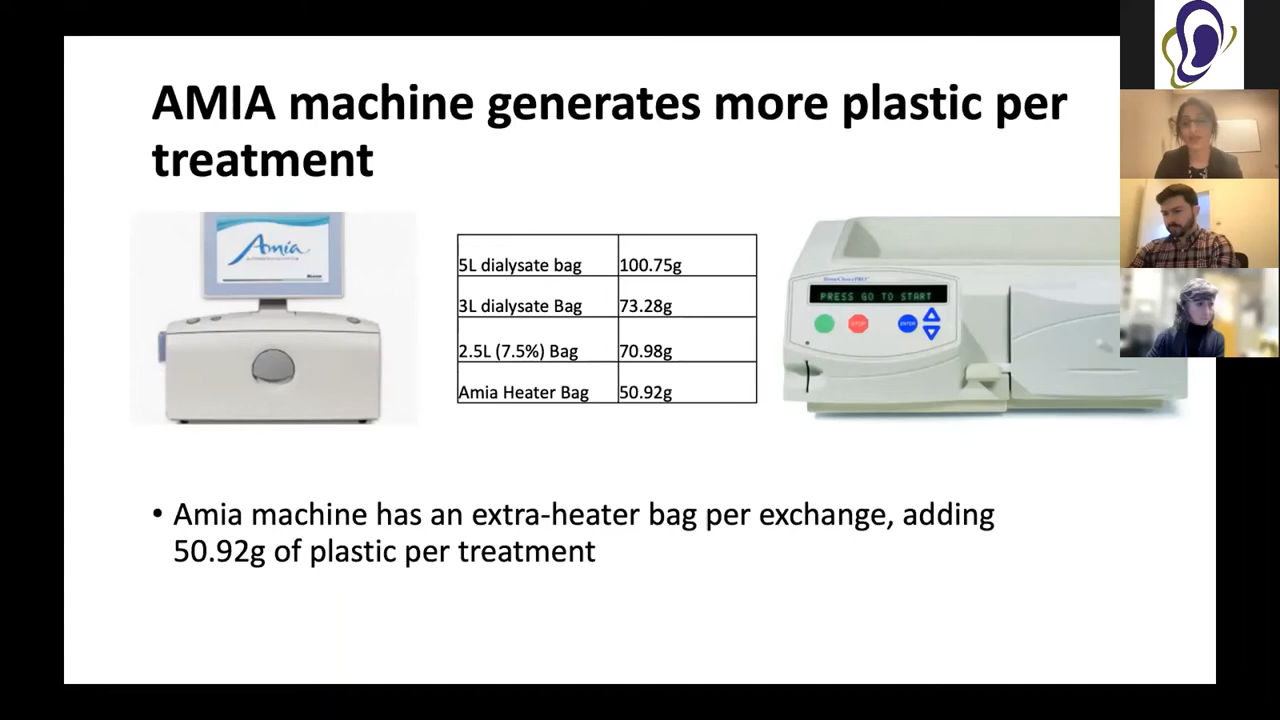 AMIA machine generates more plastic per
treatment
Amia
5L dialysate bag 100.75g
3L dialysate Bag 73.28g
2.5L (7.5%) Bag 70.98g
Amia Heater Bag 50.92g
PRESS GO TO START
STOP
ENTER
• Amia machine has an extra-heater bag per exchange, adding
50.92g of plastic per treatment